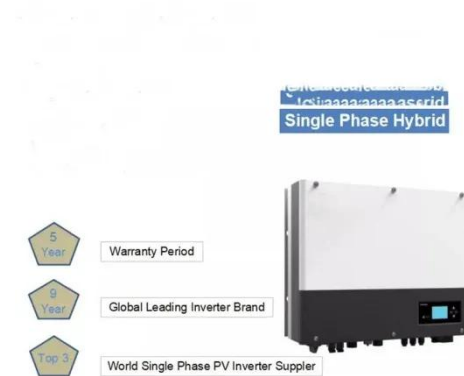 Single Phase Hybrid
5
Year
Warranty Period
9
Year
Global Leading Inverter Brand
Top 3
World Single Phase PV Inverter Suppler